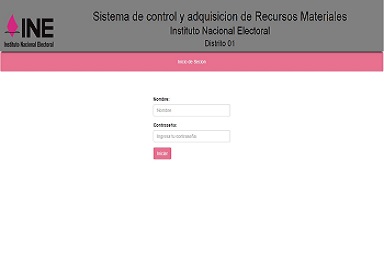 INE
Instituto Nacional Electoral
Sistema de control y adquisicion de Recursos Materiales
Instituto Nacional Electoral
Distrito 01
INICIO DE SESION
Nombre:
Nombre
Contraseña:
Ingresa tu contraseña
Iniciar